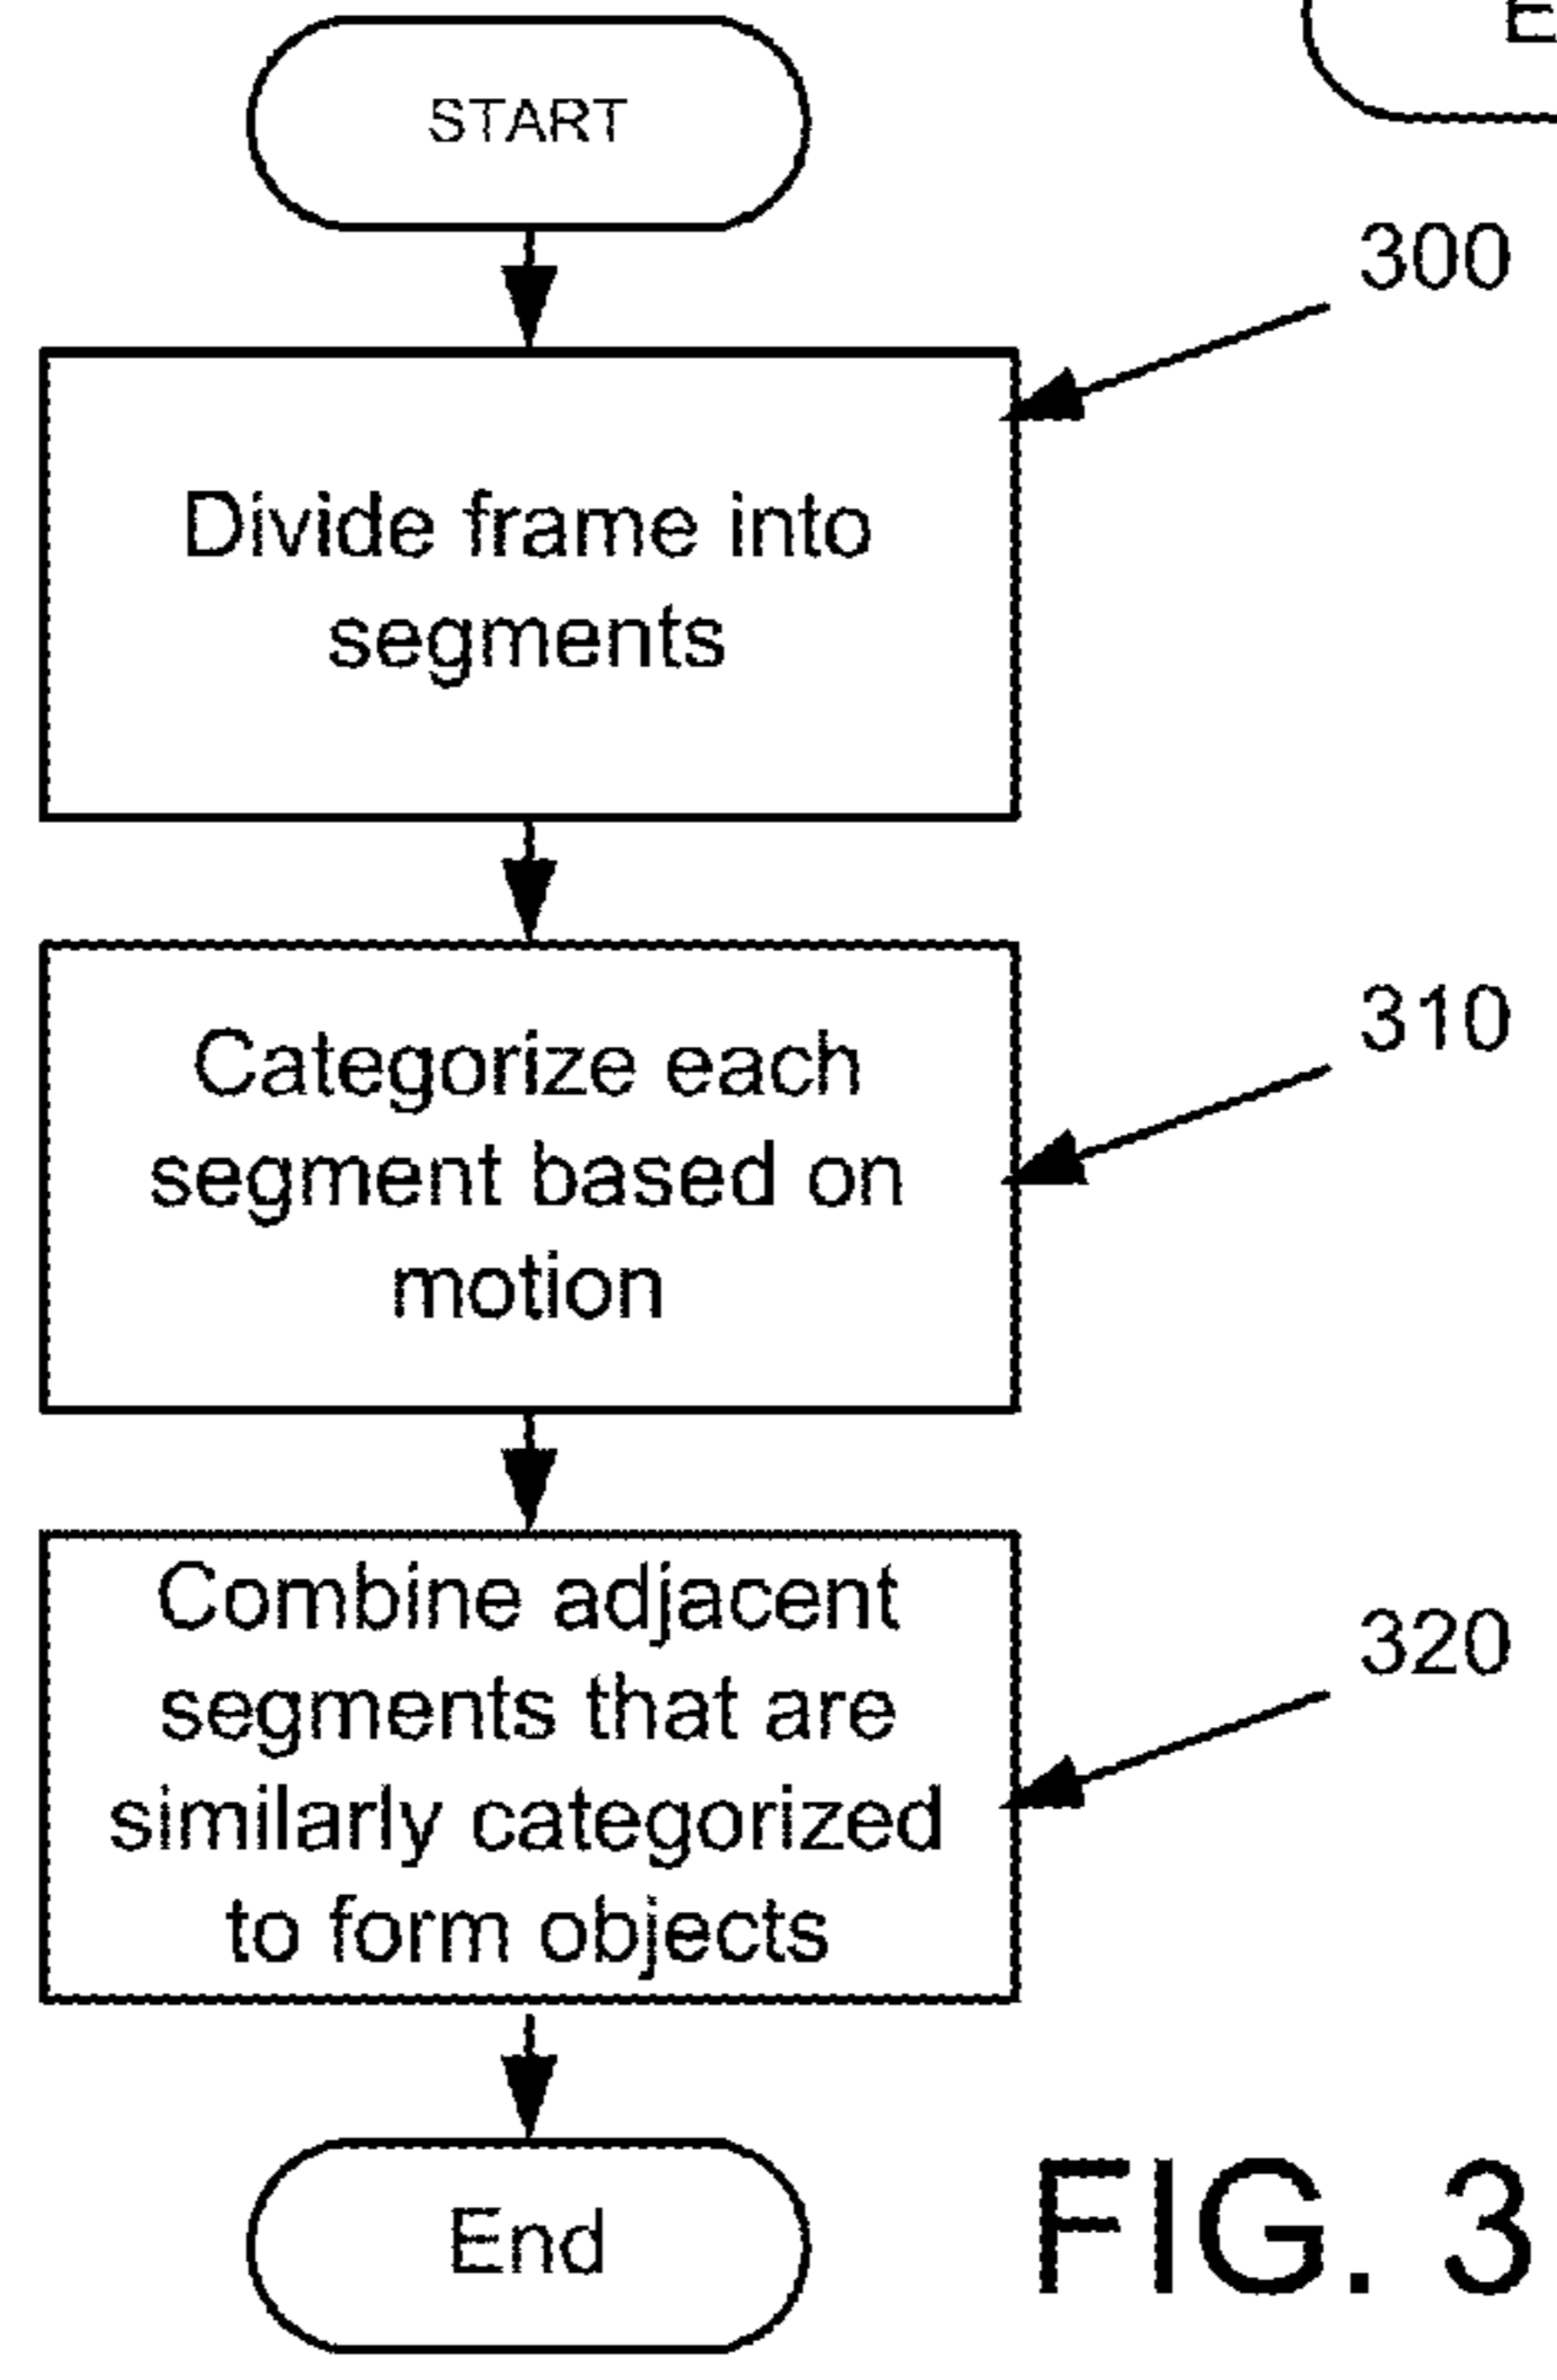 START
300
Divide frame into
segments
310
Categorize each
segment based on
motion
320
Combine adjacent
segments that are
similarly categorized
to form objects
End
FIG. 3